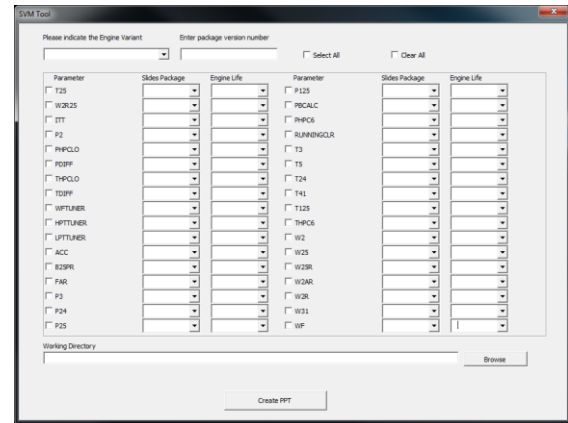 SVM Tool
Please indicate the Engine Variant Enter package version number
Select All Clear All
Parameter Slides Package Engine Life Parameter Slides Package Engine Life
T25 P125
W2R25 PBCALC
ITT PHPC6
P2 RUNNINGCLR
PHPCLO T3
PDIFF T5
THPCLO T24
TDIFF T41
WFTUNER T125
HPTTUNER THPC6
LPTTUNER W2
ACC W25
B25PR W25R
FAR W2AR
P3 W2R
P24 W31
P25 WF
Working Directory
Browse
Create PPT